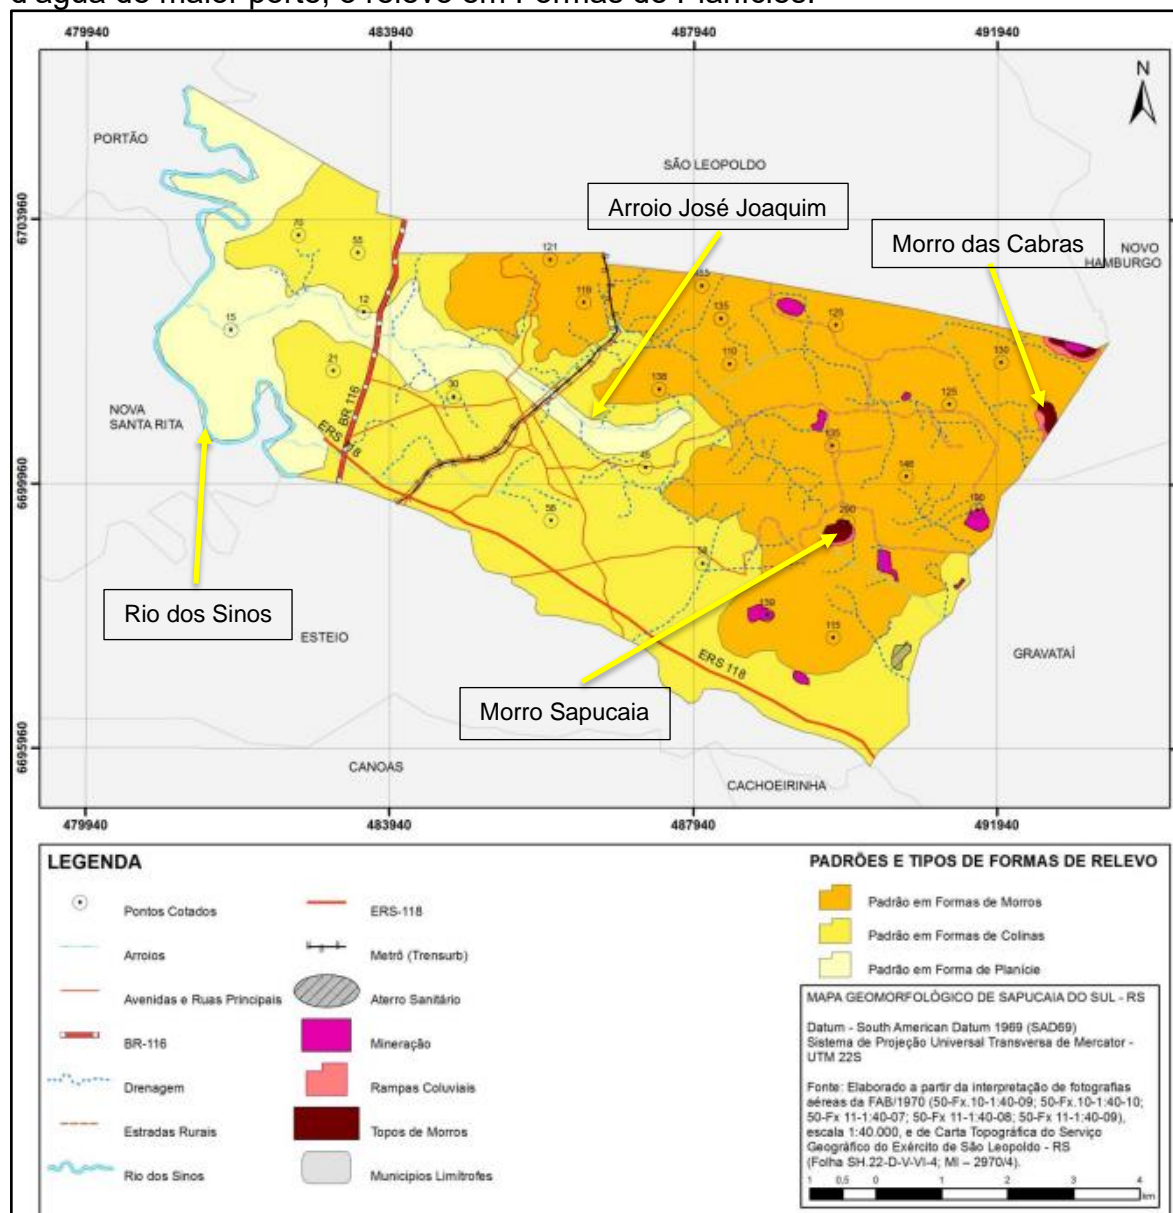 d'água de maior porte, o relevo em Formas de Planícies.
479940 483940 487940 491940
N
PORTÃO
SÃO LEOPOLDO
Arroio José Joaquim
Morro das Cabras
NOVO
HAMBURGO
6703960
70
55
121
119
135
125
12
15
110
130
21
138
30
125
BR 116
NOVA
SANTA RITA
ERS 118
45
135
148
6699960
190
290
56
Rio dos Sinos
139
115
ESTEIO
ERS 118
GRAVATAÍ
Morro Sapucaia
6695960
CANOAS
CACHOEIRINHA
479940 483940 487940 491940
LEGENDA
Pontos Cotados
Arroios
Avenidas e Ruas Principais
BR-116
Drenagem
Estradas Rurais
Rio dos Sinos
ERS-118
Metrô (Trensurb)
Aterro Sanitário
Mineração
Rampas Coluviais
Topos de Morros
Municípios Limítrofes
PADRÕES E TIPOS DE FORMAS DE RELEVO
Padrão em Formas de Morros
Padrão em Formas de Colinas
Padrão em Forma de Planície
MAPA GEOMORFOLÓGICO DE SAPUCAIA DO SUL - RS
Datum - South American Datum 1969 (SAD69)
Sistema de Projeção Universal Transversa de Mercator -
UTM 22S
Fonte: Elaborado a partir da interpretação de fotografias
aéreas da FAB/1970 (50-Fx.10-1:40-09; 50-Fx.10-1:40-10;
50-Fx 11-1:40-07; 50-Fx 11-1:40-08; 50-Fx 11-1:40-09),
escala 1:40.000, e de Carta Topográfica do Serviço
Geográfico do Exército de São Leopoldo - RS
(Folha SH.22-D-V-VI-4; MI – 2970/4).
1 0,5 0 1 2 3 4
km